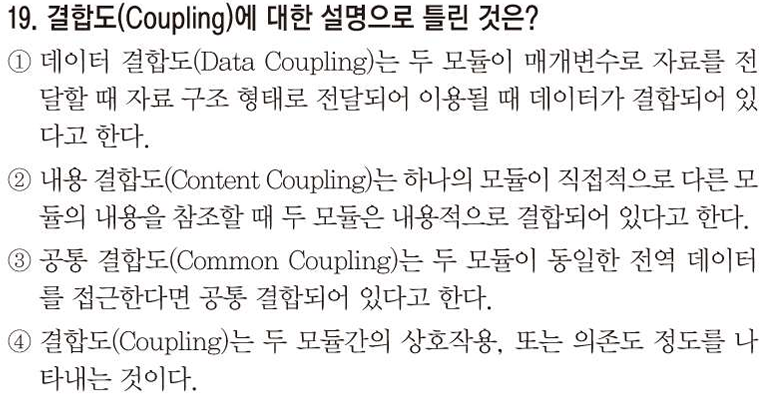 19. 결합도(Coupling)에 대한 설명으로 틀린 것은?
① 데이터 결합도(Data Coupling)는 두 모듈이 매개변수로 자료를 전
달할 때 자료 구조 형태로 전달되어 이용될 때 데이터가 결합되어 있
다고 한다.
② 내용 결합도(Content Coupling)는 하나의 모듈이 직접적으로 다른 모
듈의 내용을 참조할 때 두 모듈은 내용적으로 결합되어 있다고 한다.
③ 공통 결합도(Common Coupling)는 두 모듈이 동일한 전역 데이터
를 접근한다면 공통 결합되어 있다고 한다.
④ 결합도(Coupling)는 두 모듈간의 상호작용, 또는 의존도 정도를 나
타내는 것이다.